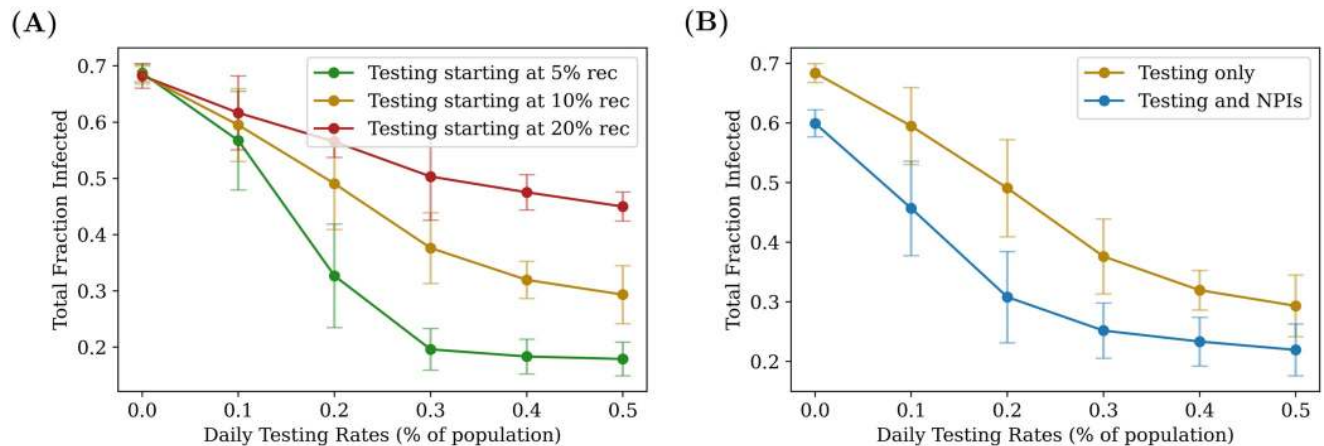 (A)
Total Fraction Infected
0.7
0.6
0.5
0.4
0.3
0.2
Testing starting at 5% rec
Testing starting at 10% rec
Testing starting at 20% rec
0.0 0.1 0.2 0.3 0.4 0.5
Daily Testing Rates (% of population)
(B)
Total Fraction Infected
0.7
0.6
0.5
0.4
0.3
0.2
Testing only
Testing and NPIs
0.0 0.1 0.2 0.3 0.4 0.5
Daily Testing Rates (% of population)